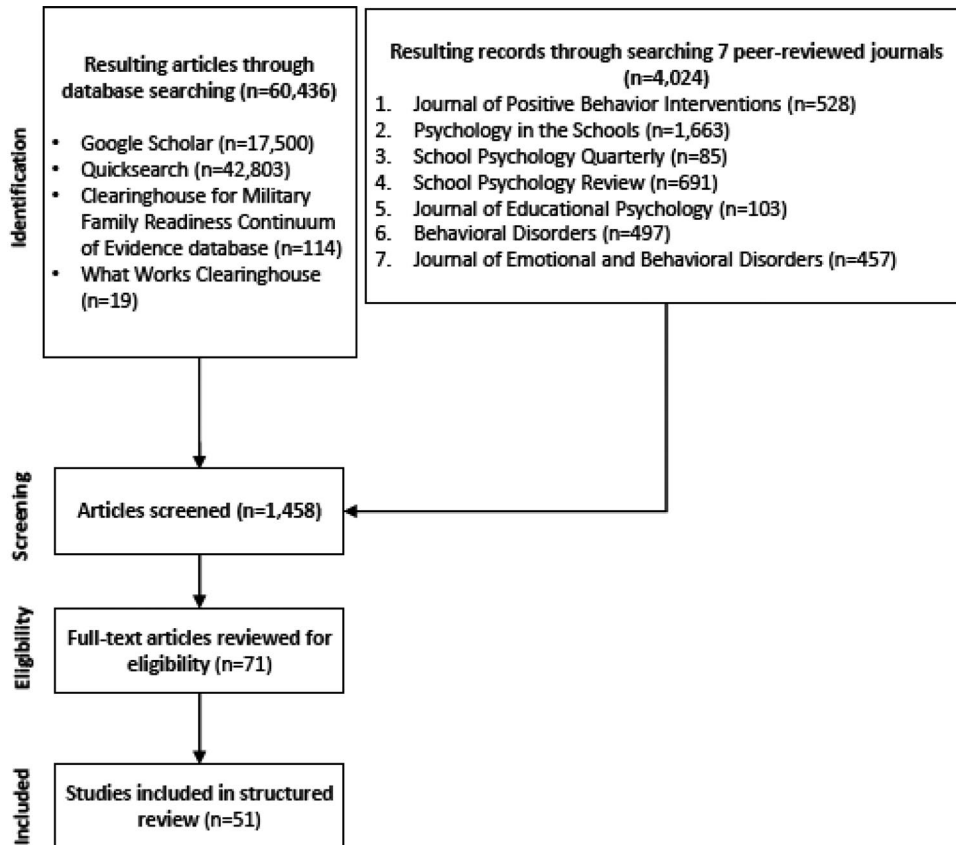 Identification
Resulting articles through
database searching (n=60,436)
• Google Scholar (n=17,500)
• Quicksearch (n=42,803)
• Clearinghouse for Military
Family Readiness Continuum
of Evidence database (n=114)
• What Works Clearinghouse
(n=19)
Resulting records through searching 7 peer-reviewed journals
(n=4,024)
1. Journal of Positive Behavior Interventions (n=528)
2. Psychology in the Schools (n=1,663)
3. School Psychology Quarterly (n=85)
4. School Psychology Review (n=691)
5. Journal of Educational Psychology (n=103)
6. Behavioral Disorders (n=497)
7. Journal of Emotional and Behavioral Disorders (n=457)
Screening
Articles screened (n=1,458)
Eligibility
Full-text articles reviewed for
eligibility (n=71)
Included
Studies included in structured
review (n=51)